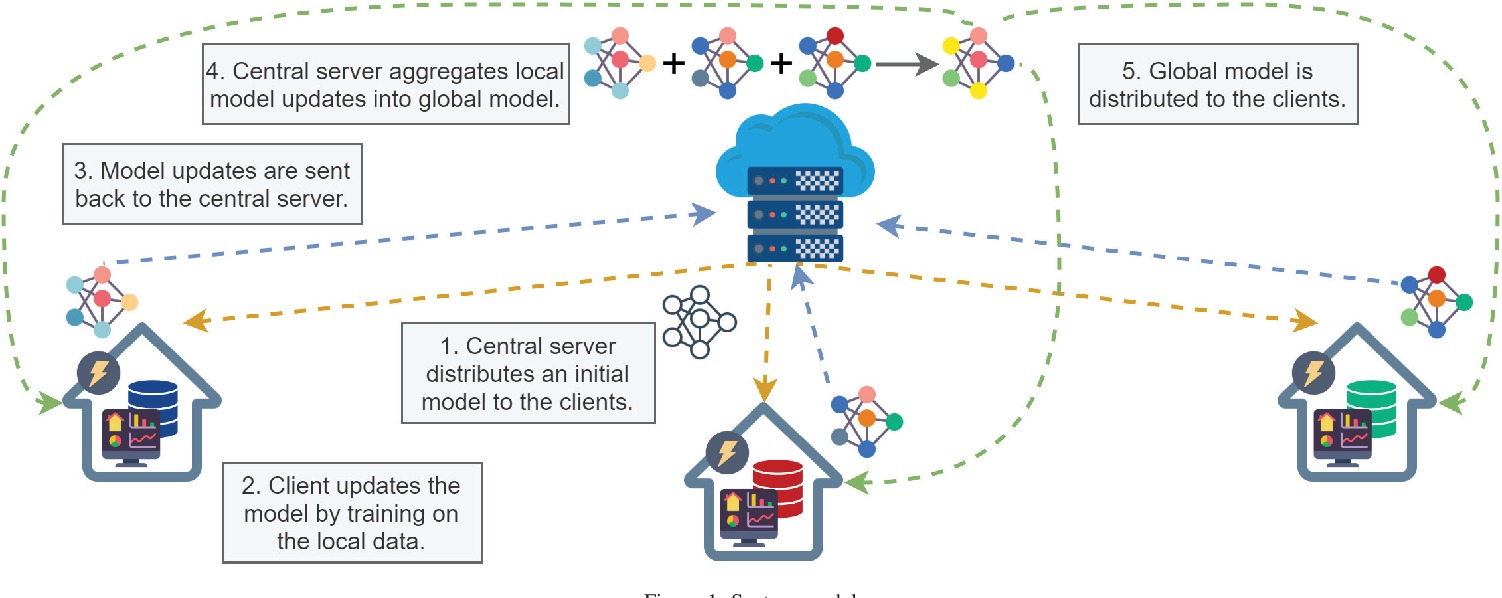 4. Central server aggregates local
model updates into global model.
5. Global model is
distributed to the clients.
3. Model updates are sent
back to the central server.
1. Central server
distributes an initial
model to the clients.
2. Client updates the
model by training on
the local data.
Figure 1: System model